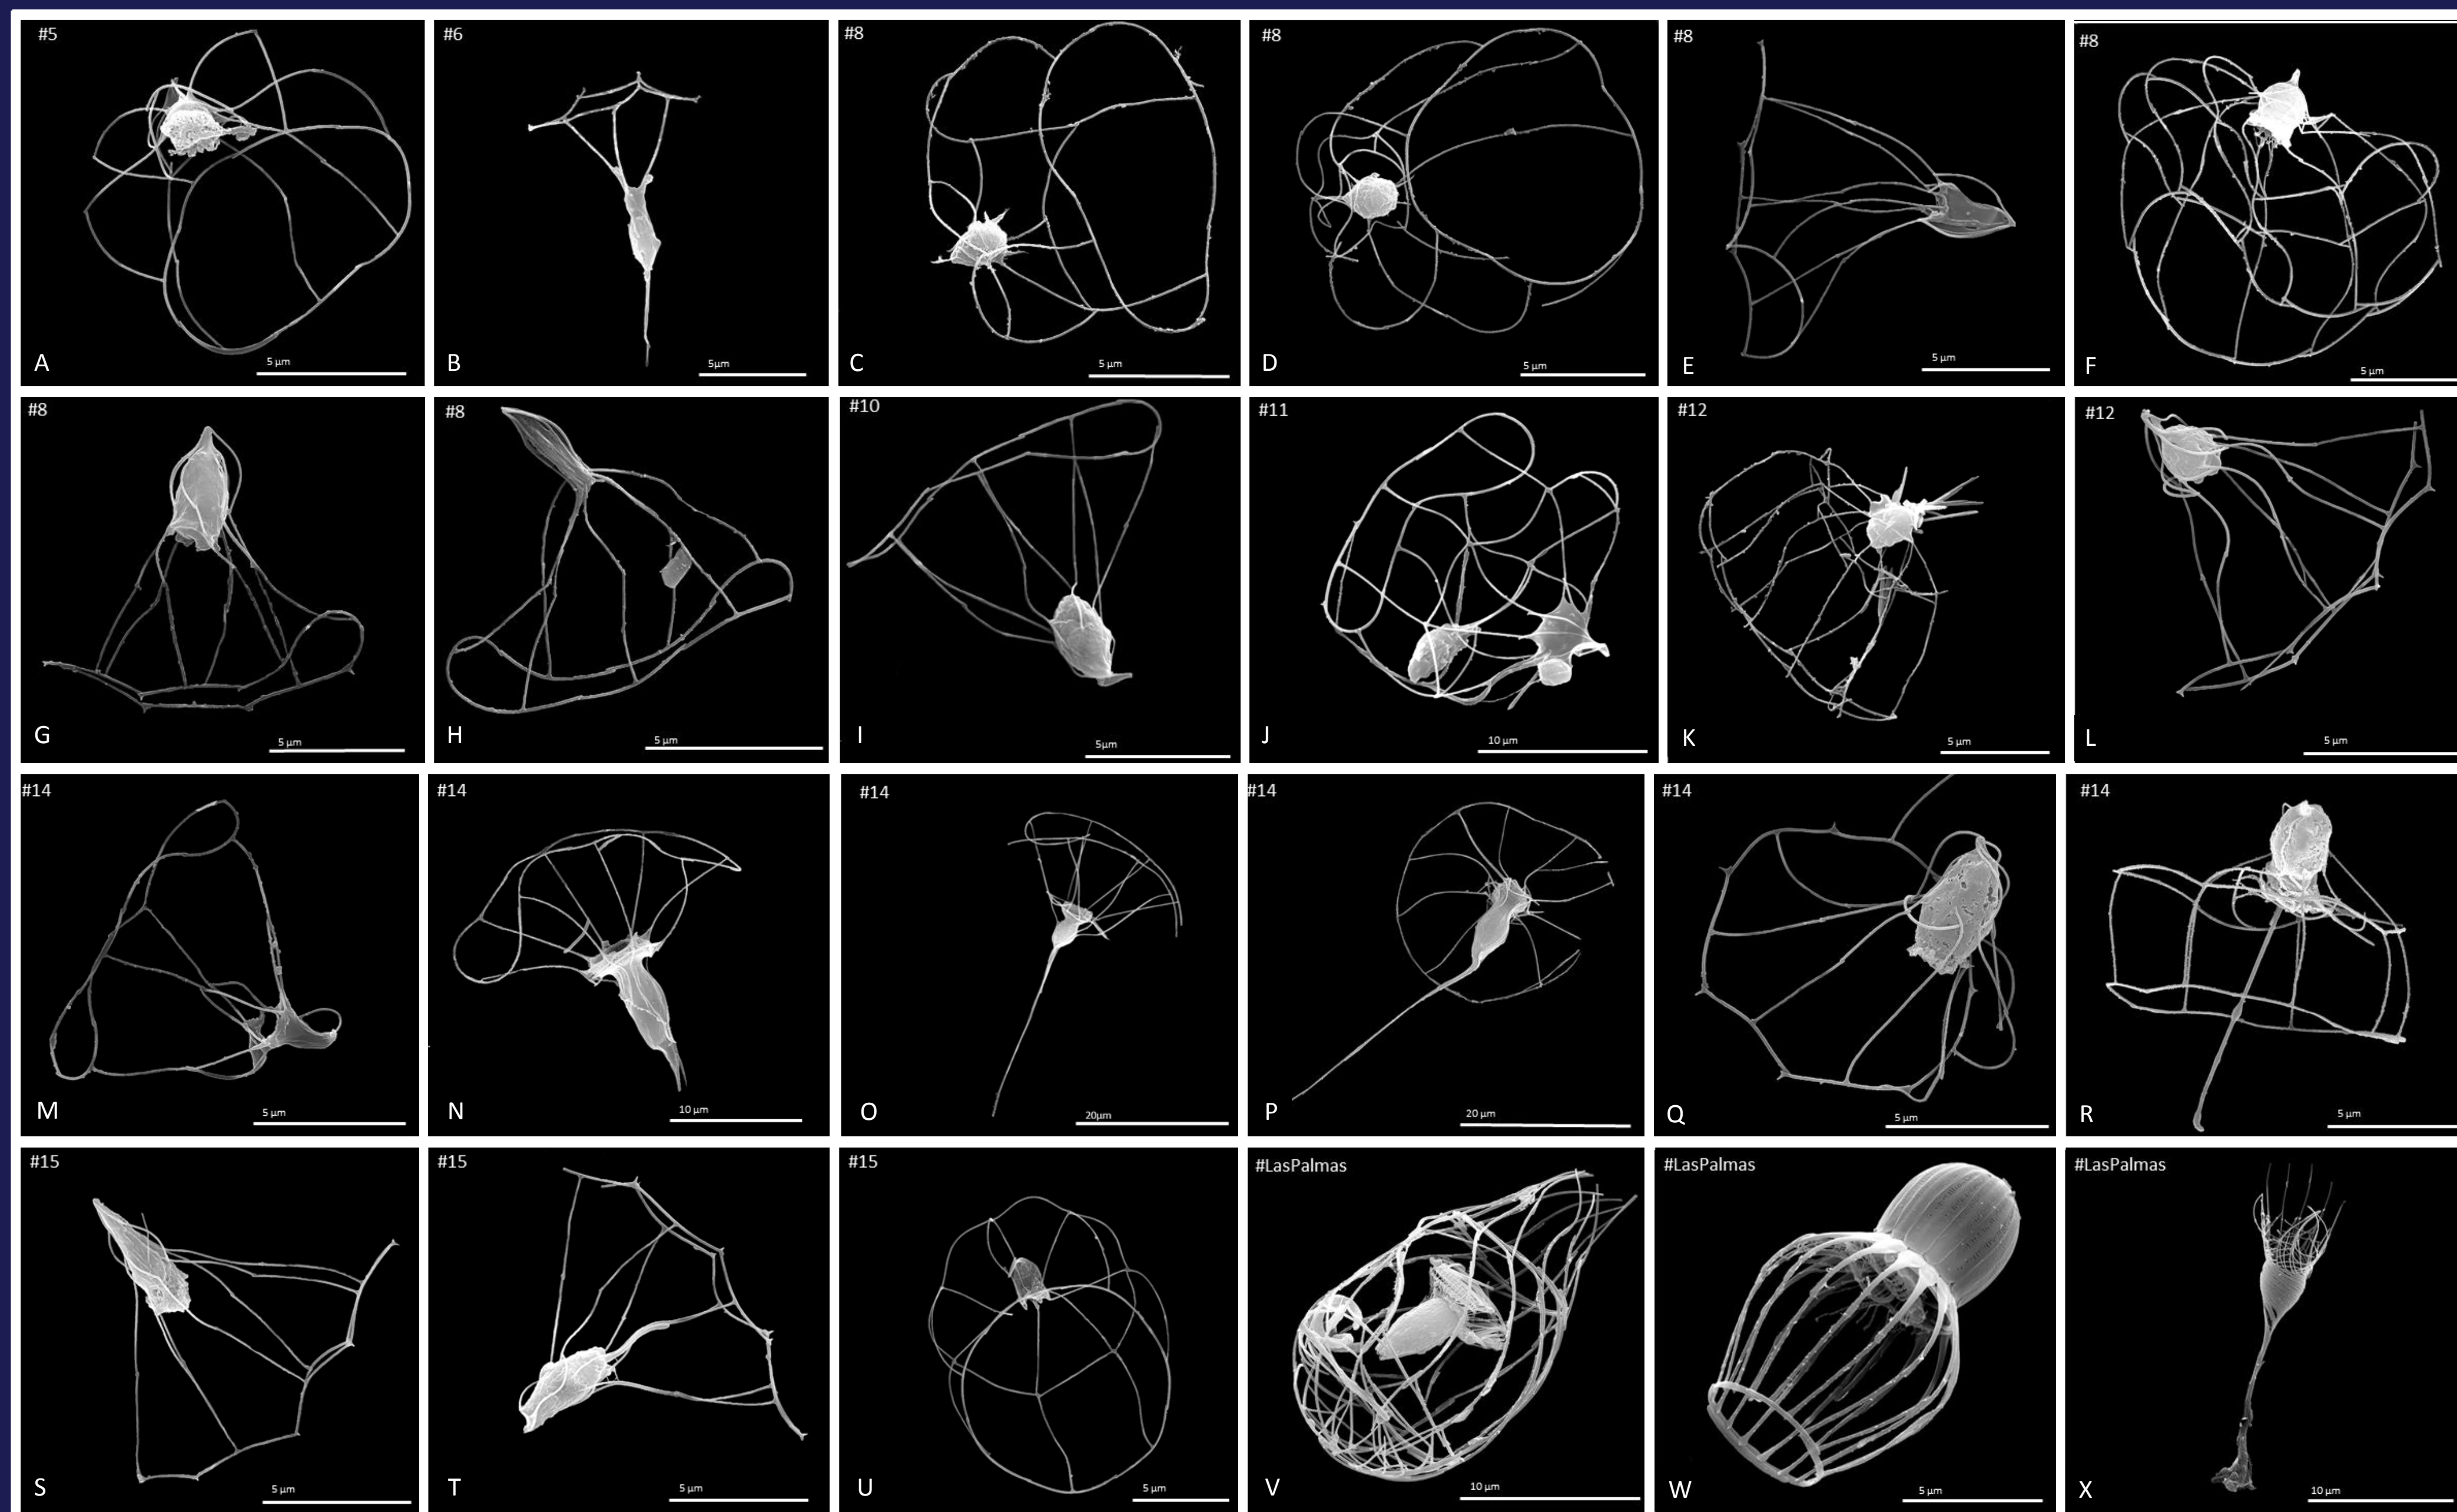 #5
5 µm
A
#6
5µm
B
#8
5 µm
C
#8
5 µm
D
#8
5 µm
E
#8
5 µm
F
#8
5 µm
G
#8
5 µm
H
#10
5µm
I
#11
10 µm
J
#12
5 µm
K
#12
5 µm
L
#14
5 µm
M
#14
10 µm
N
#14
20µm
O
#14
20 µm
P
#14
5 µm
Q
#14
5 µm
R
#15
5 µm
S
#15
5 µm
T
#15
5 µm
U
#LasPalmas
10 µm
V
#LasPalmas
5 µm
W
#LasPalmas
10 µm
X